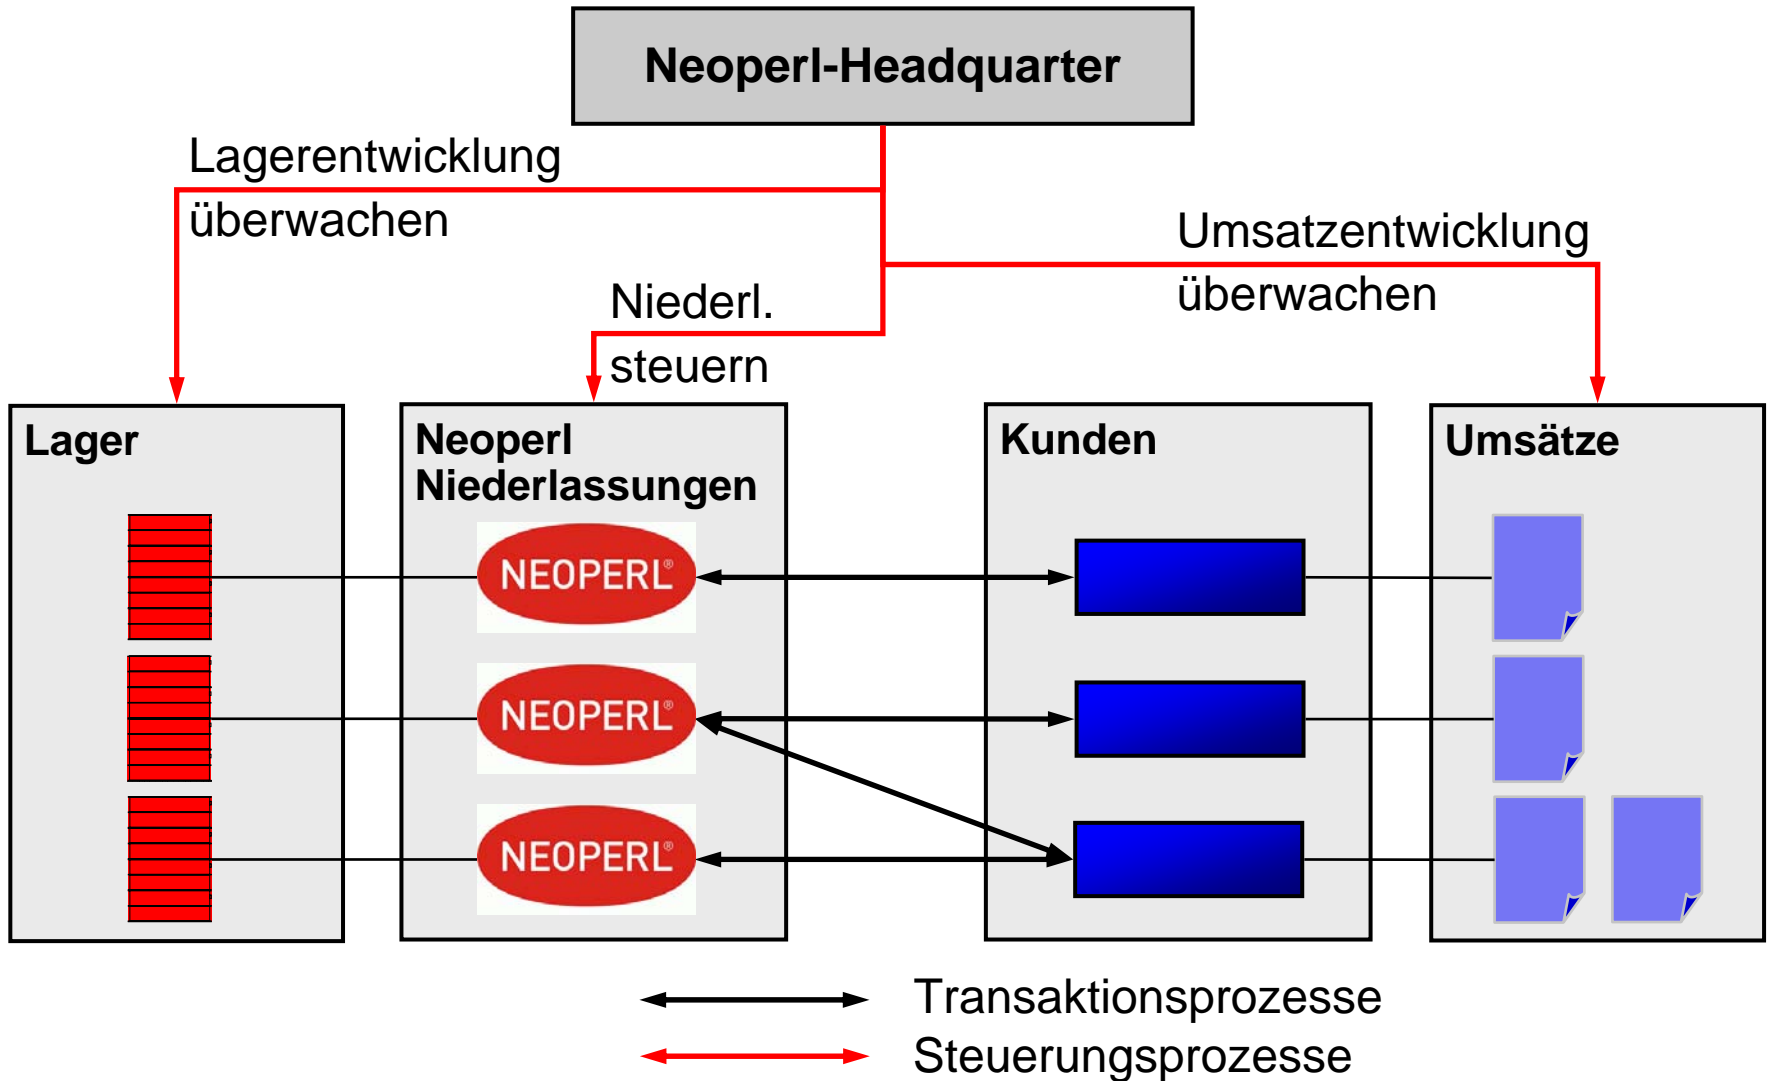 Neoperl-Headquarter
Lagerentwicklung
überwachen
Umsatzentwicklung
überwachen
Niederl.
steuern
Lager
Neoperl
Niederlassungen
Kunden
Umsätze
NEOPERL®
NEOPERL®
NEOPERL®
Transaktionsprozesse
Steuerungsprozesse